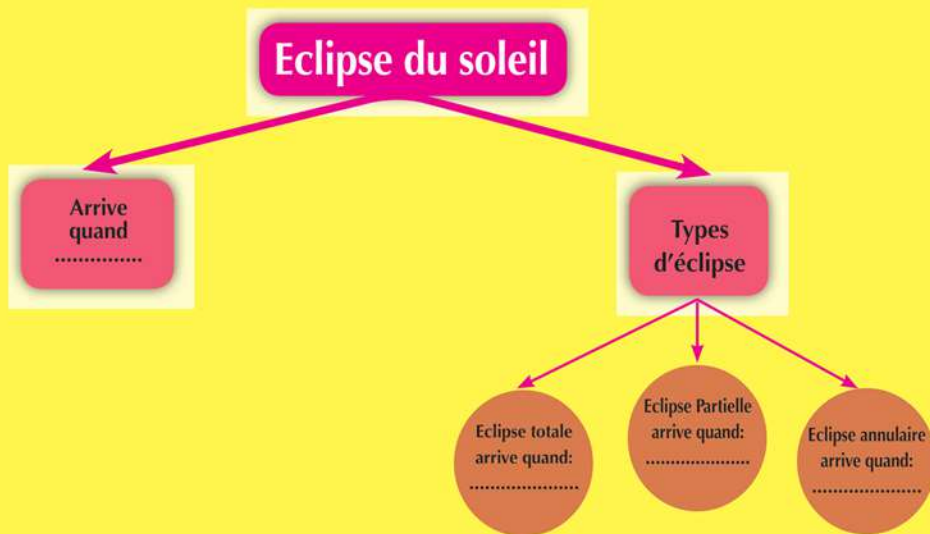 Eclipse du soleil
Arrive
quand
...............
Types
d’éclipse
Eclipse totale
arrive quand:
.....................
Eclipse Partielle
arrive quand:
....................
Eclipse annulaire
arrive quand:
.....................